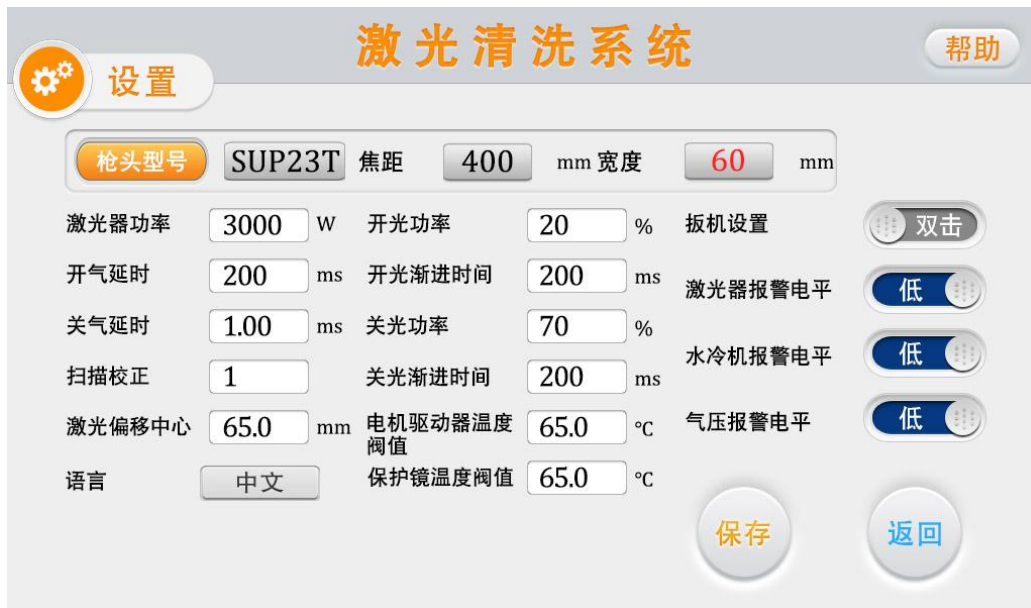 激光清洗系统
帮助
设置
枪头型号 SUP23T 焦距 400 mm 宽度 60 mm
激光器功率 3000 W 开光功率 20 % 扳机设置 双击
开气延时 200 ms 开光渐进时间 200 ms 激光器报警电平 低
关气延时 1.00 ms 关光功率 70 % 水冷机报警电平 低
扫描校正 1 关光渐进时间 200 ms
激光偏移中心 65.0 mm 电机驱动器温度 65.0 ℃ 气压报警电平 低
阀值
语言 中文 保护镜温度阀值 65.0 ℃
保存 返回